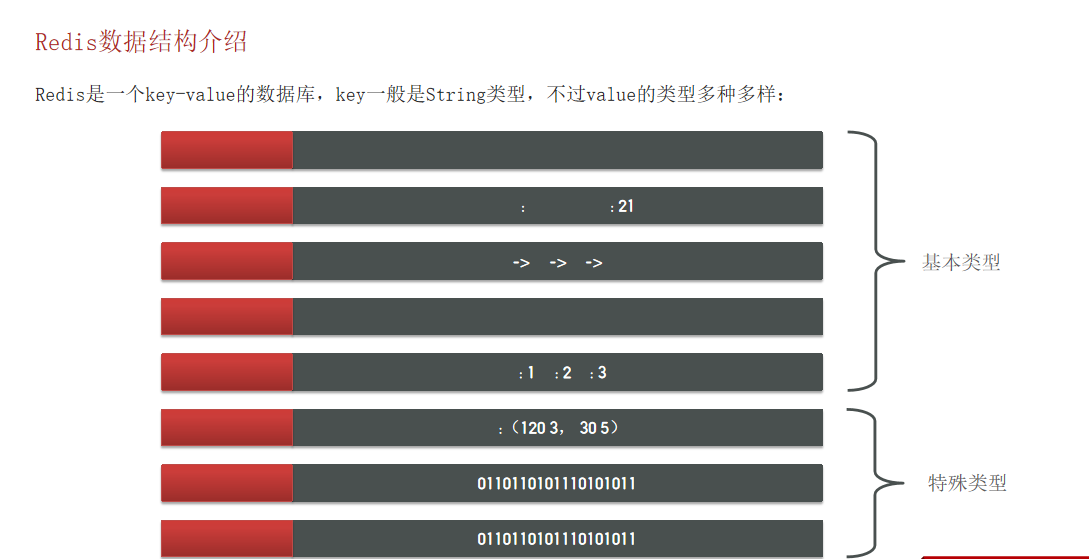 Redis数据结构介绍
Redis是一个key-value的数据库，key一般是String类型，不过value的类型多种多样：
: :21
-> -> ->
基本类型
:1 :2 :3
:（120 3， 30 5）
0110110101110101011
特殊类型
0110110101110101011